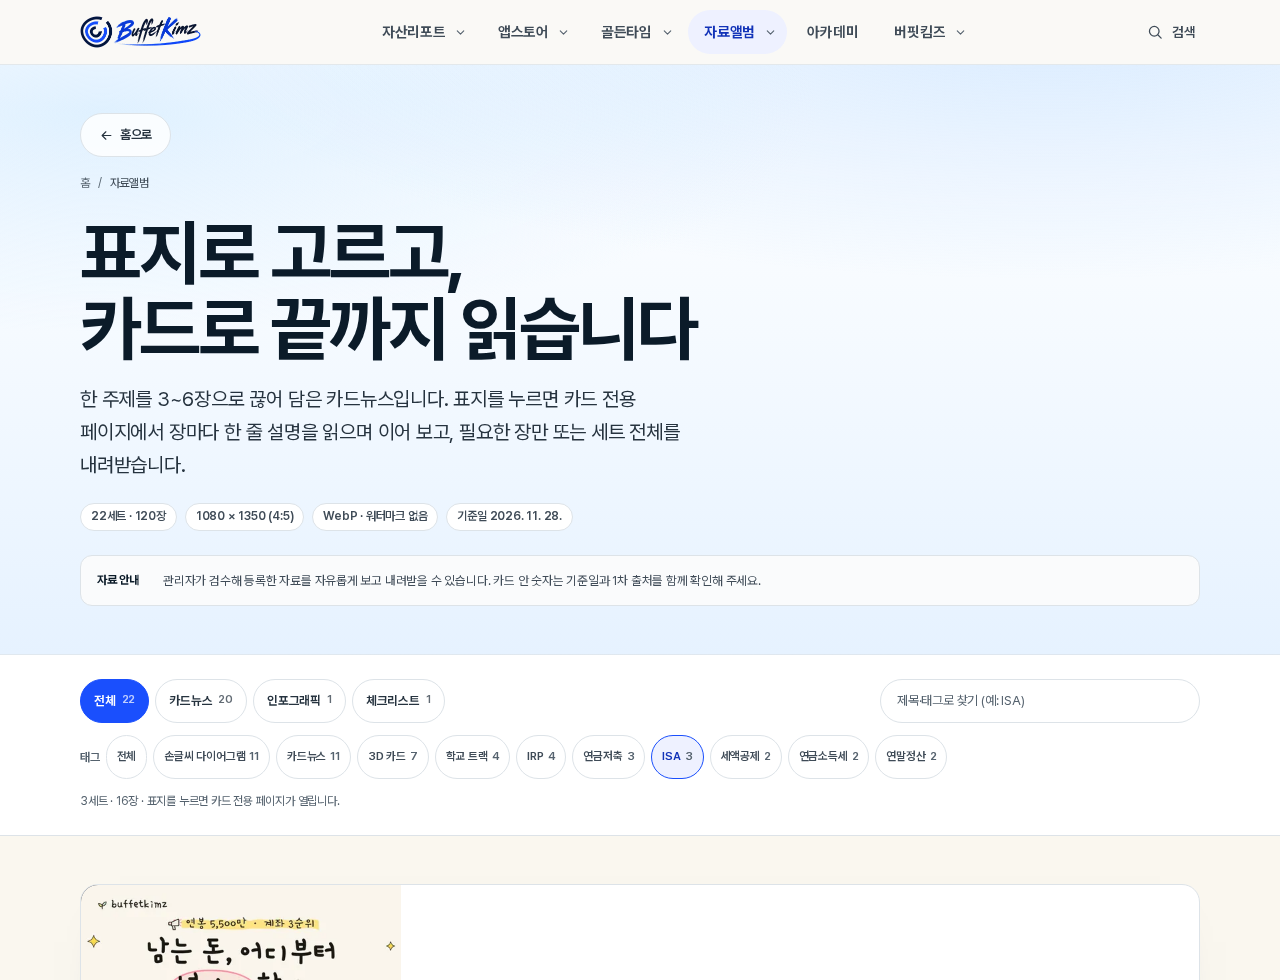 BuffetKimz
자산리포트
앱스토어
골든타임
자료앨범
아카데미
버핏킴즈
검색
← 홈으로
홈 / 자료앨범
표지로 고르고,
카드로 끝까지 읽습니다
한 주제를 3~6장으로 끊어 담은 카드뉴스입니다. 표지를 누르면 카드 전용
페이지에서 장마다 한 줄 설명을 읽으며 이어 보고, 필요한 장만 또는 세트 전체를
내려받습니다.
22세트 · 120장
1080 × 1350 (4:5)
WebP · 워터마크 없음
기준일 2026. 11. 28.
자료 안내 관리자가 검수해 등록한 자료를 자유롭게 보고 내려받을 수 있습니다. 카드 안 숫자는 기준일과 1차 출처를 함께 확인해 주세요.
전체 22
카드뉴스 20
인포그래픽 1
체크리스트 1
제목·태그로 찾기 (예: ISA)
태그
전체
손글씨 다이어그램 11
카드뉴스 11
3D 카드 7
학교 트랙 4
IRP 4
연금저축 3
ISA 3
세액공제 2
연금소득세 2
연말정산 2
3세트 · 16장 · 표지를 누르면 카드 전용 페이지가 열립니다.
buffetkimz
연봉 5,500만 · 계좌 3순위
남는 돈, 어디부터